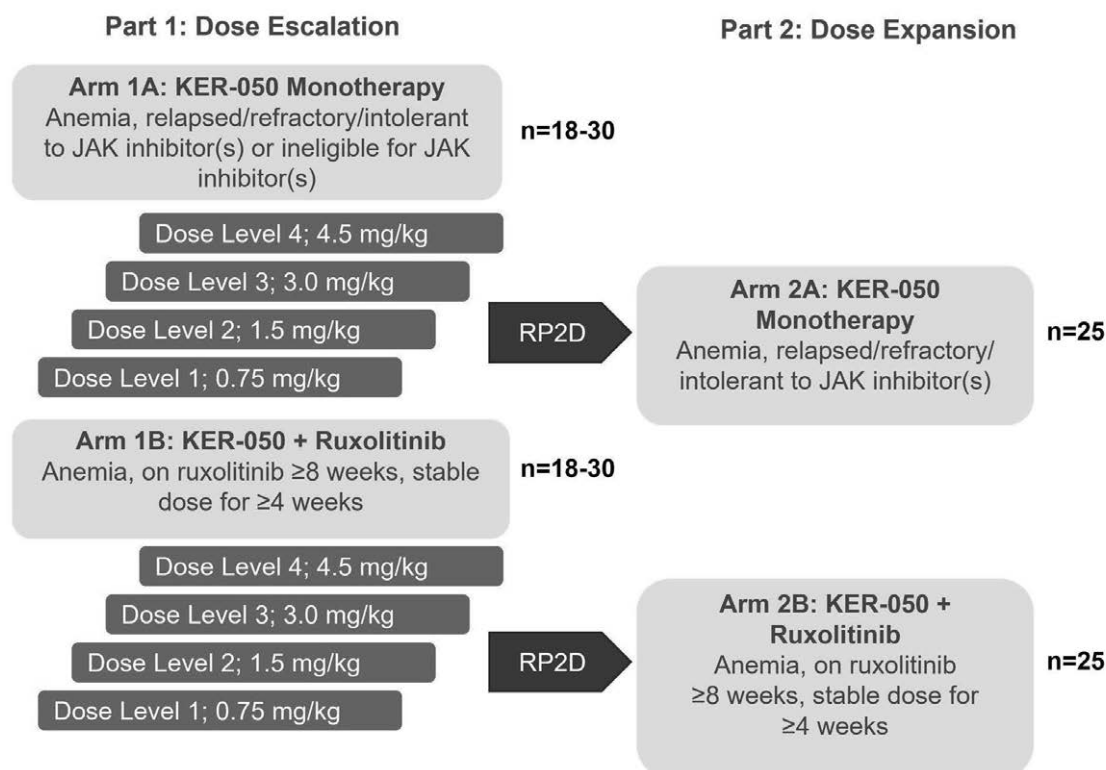 Part 1: Dose Escalation
Part 2: Dose Expansion
Arm 1A: KER-050 Monotherapy
Anemia, relapsed/refractory/intolerant
to JAK inhibitor(s) or ineligible for JAK
inhibitor(s)
n=18-30
Dose Level 4; 4.5 mg/kg
Dose Level 3; 3.0 mg/kg
Dose Level 2; 1.5 mg/kg
Dose Level 1; 0.75 mg/kg
RP2D
Arm 2A: KER-050
Monotherapy
Anemia, relapsed/refractory/
intolerant to JAK inhibitor(s)
n=25
Arm 1B: KER-050 + Ruxolitinib
Anemia, on ruxolitinib ≥8 weeks, stable
dose for ≥4 weeks
n=18-30
Dose Level 4; 4.5 mg/kg
Dose Level 3; 3.0 mg/kg
Dose Level 2; 1.5 mg/kg
Dose Level 1; 0.75 mg/kg
RP2D
Arm 2B: KER-050 +
Ruxolitinib
Anemia, on ruxolitinib
≥8 weeks, stable dose for
≥4 weeks
n=25